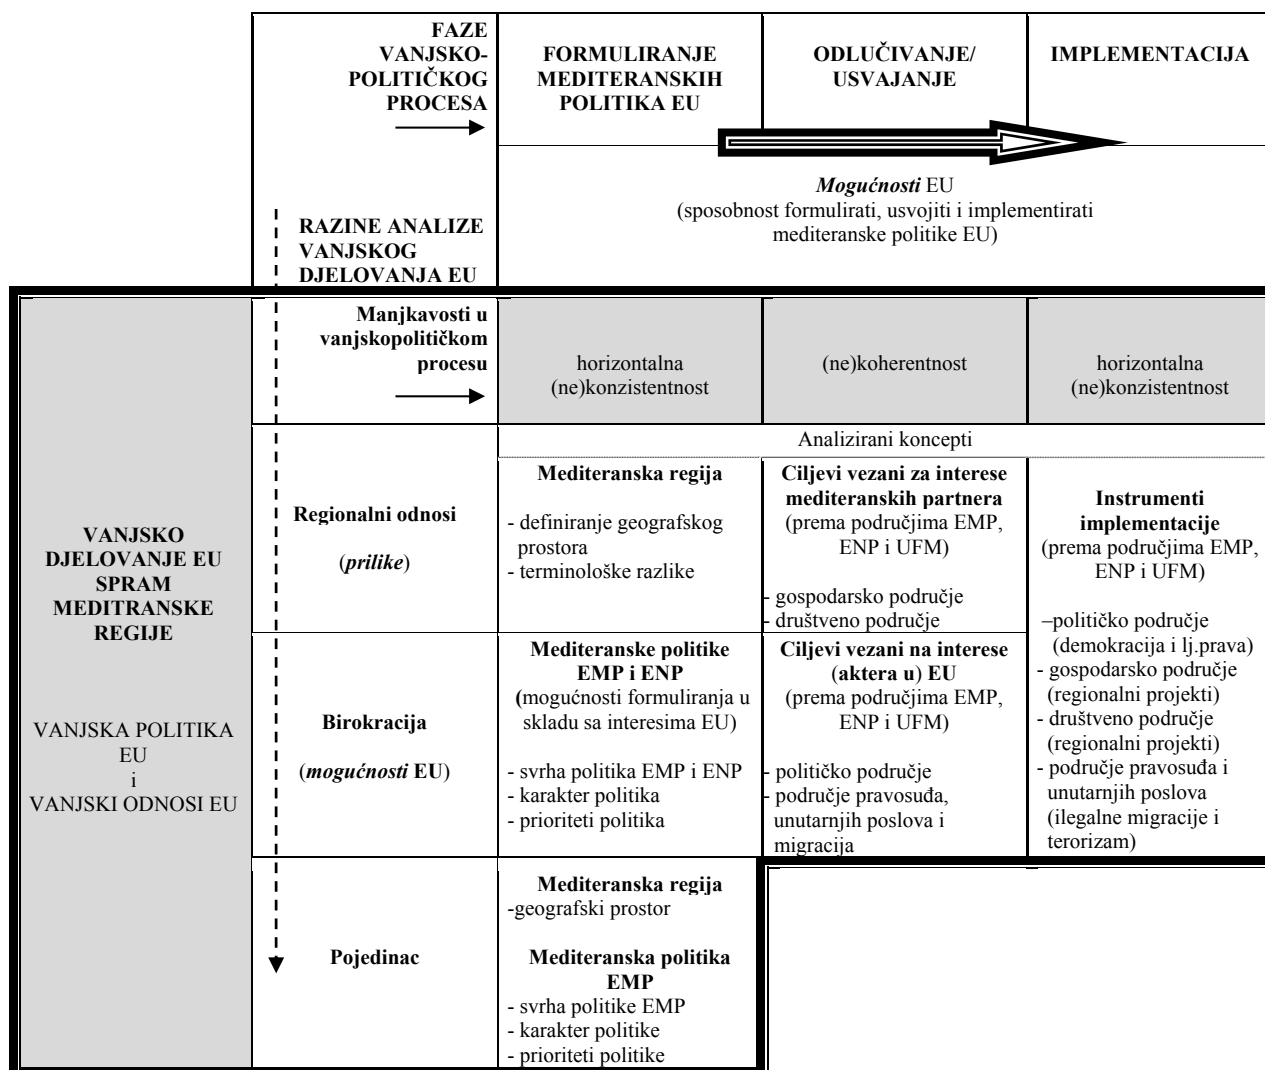 FAZE
VANJSKO-
POLITIČKOG
PROCESA
FORMULIRANJE
MEDITERANSKIH
POLITIKA EU
ODLUČIVANJE/
USVAJANJE
IMPLEMENTACIJA
Mogućnosti EU
(sposobnost formulirati, usvojiti i implementirati
mediteranske politike EU)
RAZINE ANALIZE
VANJSKOG
DJELOVANJA EU
Manjkavosti u
vanjskopolitičkom
procesu
horizontalna
(ne)konzistentnost
(ne)koherentnost
horizontalna
(ne)konzistentnost
Analizirani koncepti
VANJSKO
DJELOVANJE EU
SPRAM
MEDITRANSKE
REGIJE
VANJSKA POLITIKA
EU
i
VANJSKI ODNOSI EU
Regionalni odnosi
(prilike)
Mediteranska regija
- definiranje geografskog
prostora
- terminološke razlike
Ciljevi vezani za interese
mediteranskih partnera
(prema područjima EMP,
ENP i UFM)
- gospodarsko područje
- društveno područje
Instrumenti
implementacije
(prema područjima EMP,
ENP i UFM)
–političko područje
(demokracija i lj.prava)
- gospodarsko područje
(regionalni projekti)
- društveno područje
(regionalni projekti)
- područje pravosuđa i
unutarnjih poslova
(ilegalne migracije i
terorizam)
Birokracija
(mogućnosti EU)
Mediteranske politike
EMP i ENP
(mogućnosti formuliranja u
skladu sa interesima EU)
- svrha politika EMP i ENP
- karakter politika
- prioriteti politika
Ciljevi vezani na interese
(aktera u) EU
(prema područjima EMP,
ENP i UFM)
- političko područje
- područje pravosuđa,
unutarnjih poslova i
migracija
Pojedinac
Mediteranska regija
-geografski prostor
Mediteranska politika
EMP
- svrha politike EMP
- karakter politike
- prioriteti politike